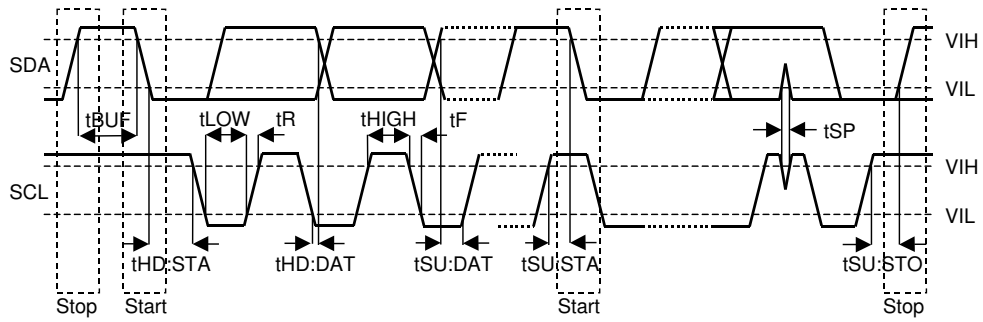 VIH
SDA
VIL
tBUF
tLOW
tR
tHIGH
tF
tSP
VIH
SCL
VIL
tHD:STA
tHD:DAT
tSU:DAT
tSU:STA
tSU:STO
Stop
Start
Start
Stop